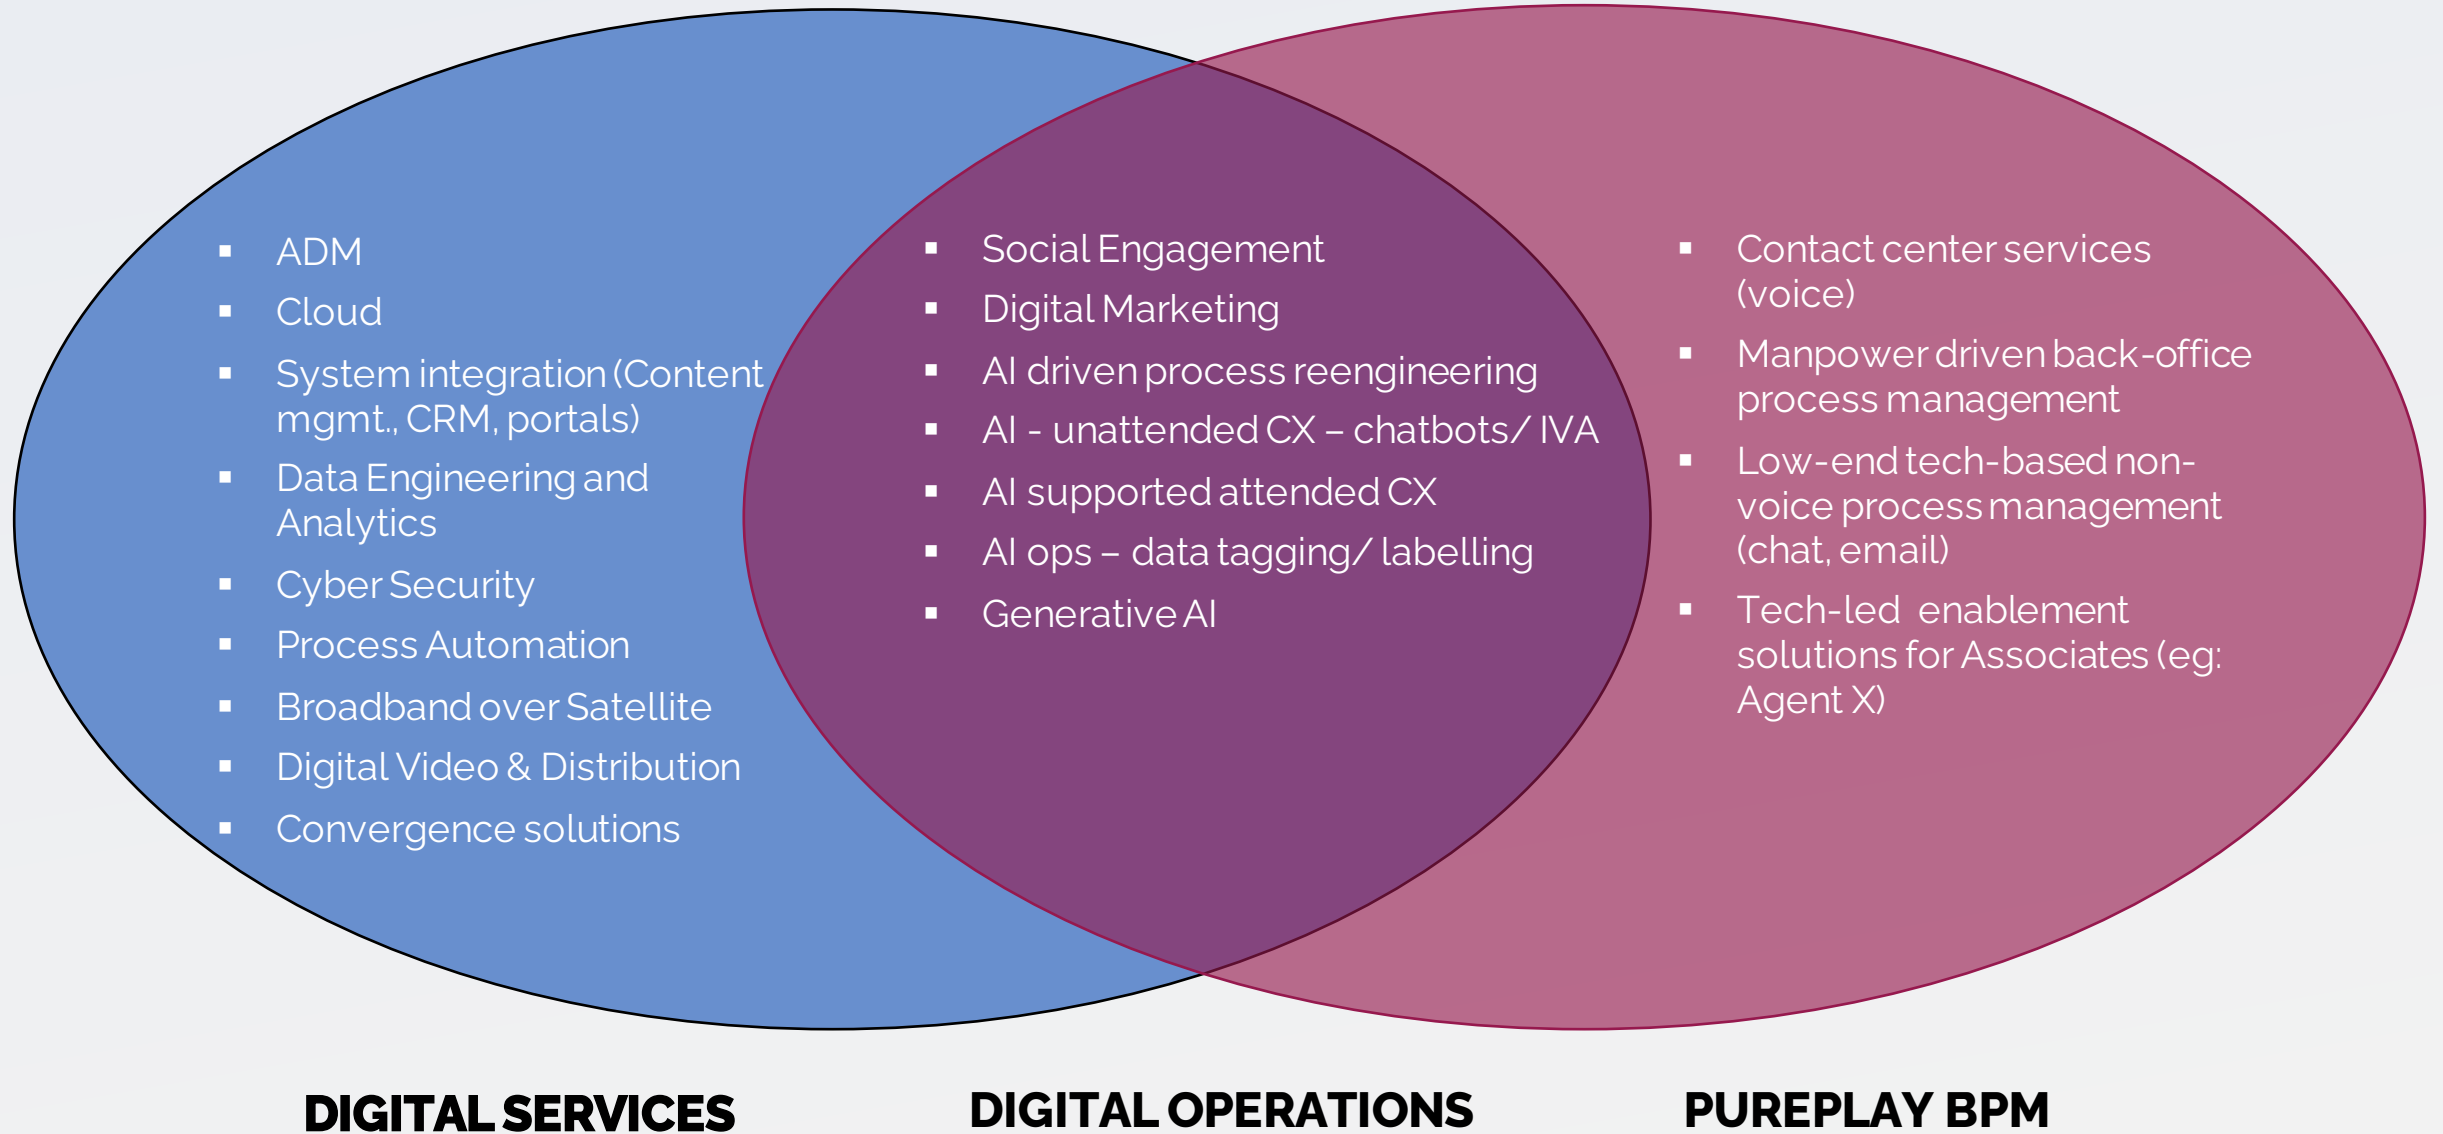 ADM
Cloud
System integration (Content
mgmt., CRM, portals)
Data Engineering and
Analytics
Cyber Security
Process Automation
Broadband over Satellite
Digital Video & Distribution
Convergence solutions
Social Engagement
Digital Marketing
AI driven process reengineering
AI - unattended CX – chatbots/ IVA
AI supported attended CX
AI ops – data tagging/ labelling
Generative AI
Contact center services
(voice)
Manpower driven back-office
process management
Low-end tech-based non-
voice process management
(chat, email)
Tech-led enablement
solutions for Associates (eg:
Agent X)
DIGITAL SERVICES
DIGITAL OPERATIONS
PUREPLAY BPM